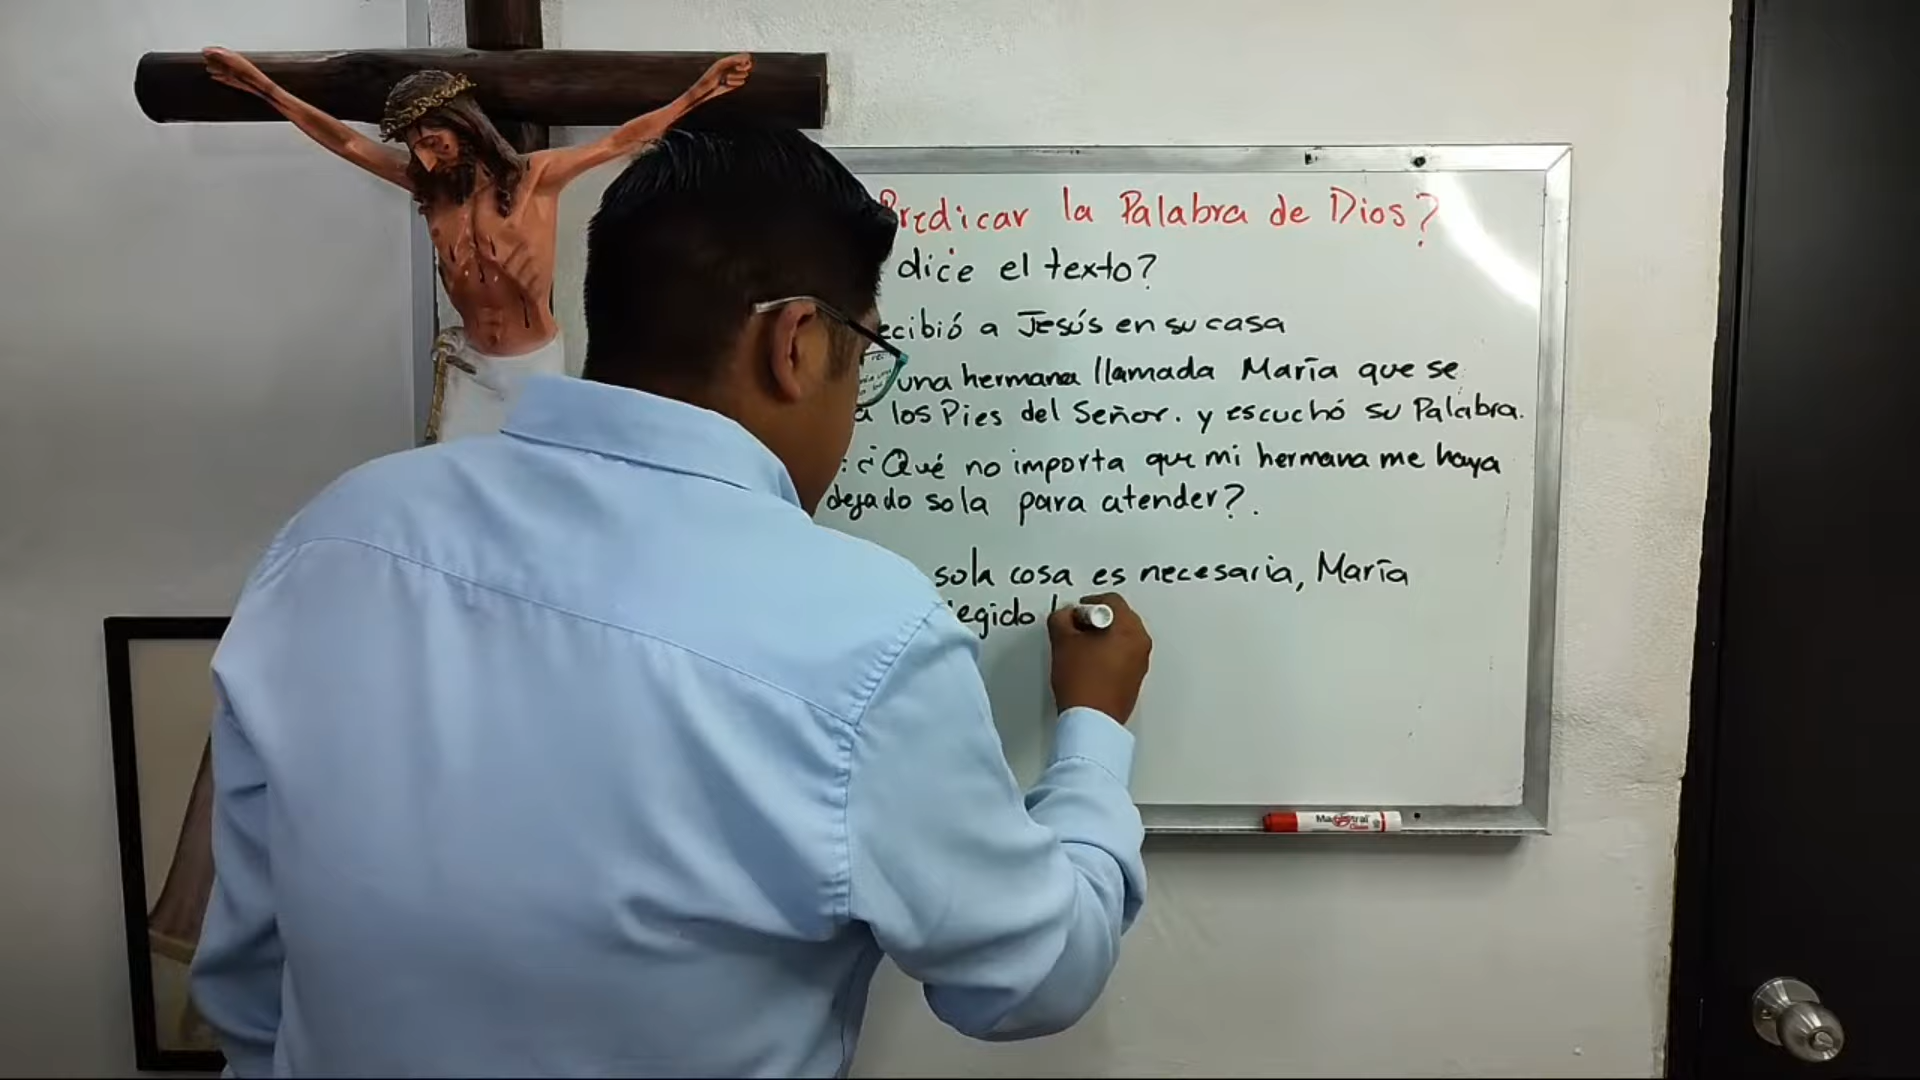 Predicar la Palabra de Dios?
dice el texto?
ecibió a Jesús en su casa
una hermana llamada María que se
a los Pies del Señor. y escuchó su Palabra.
: ¿Qué no importa que mi hermana me haya
dejado sola para atender?.
sola cosa es necesaria, María
legido
Magistral